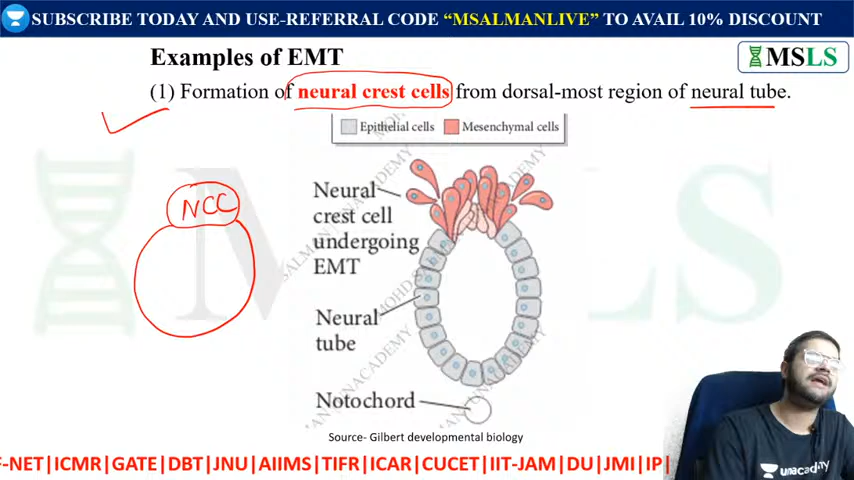 SUBSCRIBE TODAY AND USE-REFERRAL CODE “MSALMANLIVE” TO AVAIL 10% DISCOUNT
Examples of EMT
MSLS
(1) Formation of neural crest cells from dorsal-most region of neural tube.
Epithelial cells
Mesenchymal cells
NCC
Neural
crest cell
undergoing
EMT
Neural
tube
Notochord
Source- Gilbert developmental biology
unacademy
F-NET|ICMR|GATE|DBT|JNU|AIIMS|TIFR|ICAR|CUCET|IIT-JAM|DU|JMI|IP|